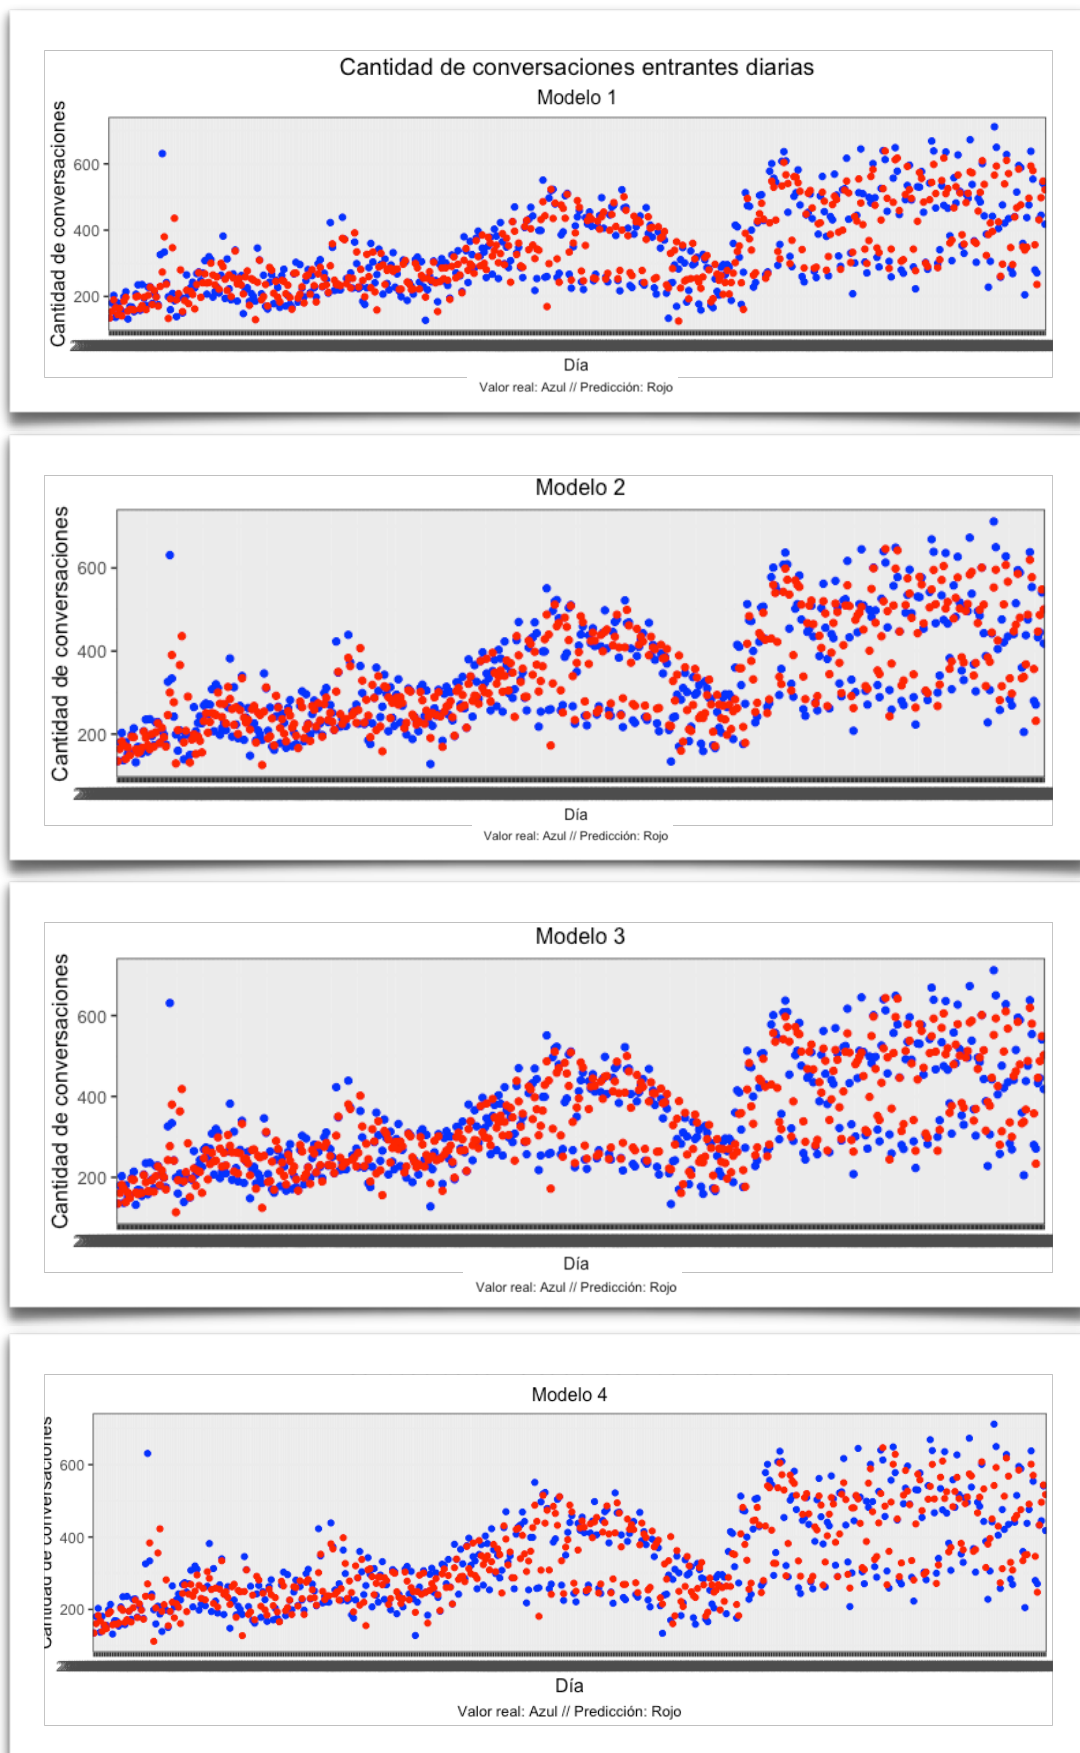 Cantidad de conversaciones entrantes diarias
Modelo 1
Cantidad de conversaciones
600
400
200
Día
Valor real: Azul // Predicción: Rojo
Modelo 2
Cantidad de conversaciones
600
400
200
Día
Valor real: Azul // Predicción: Rojo
Modelo 3
Cantidad de conversaciones
600
400
200
Día
Valor real: Azul // Predicción: Rojo
Modelo 4
Cantidad de conversaciones
600
400
200
Día
Valor real: Azul // Predicción: Rojo